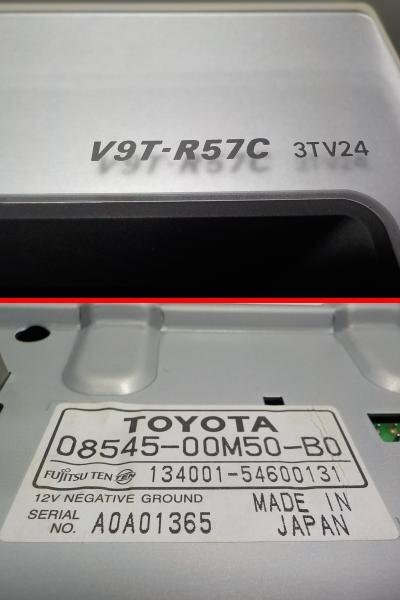 V9T-R57C 3TV24
TOYOTA
08545-00M50-B0
FUJITSU TEN TEN 134001-54600131
12V NEGATIVE GROUND MADE IN
SERIAL NO. A0A01365 JAPAN